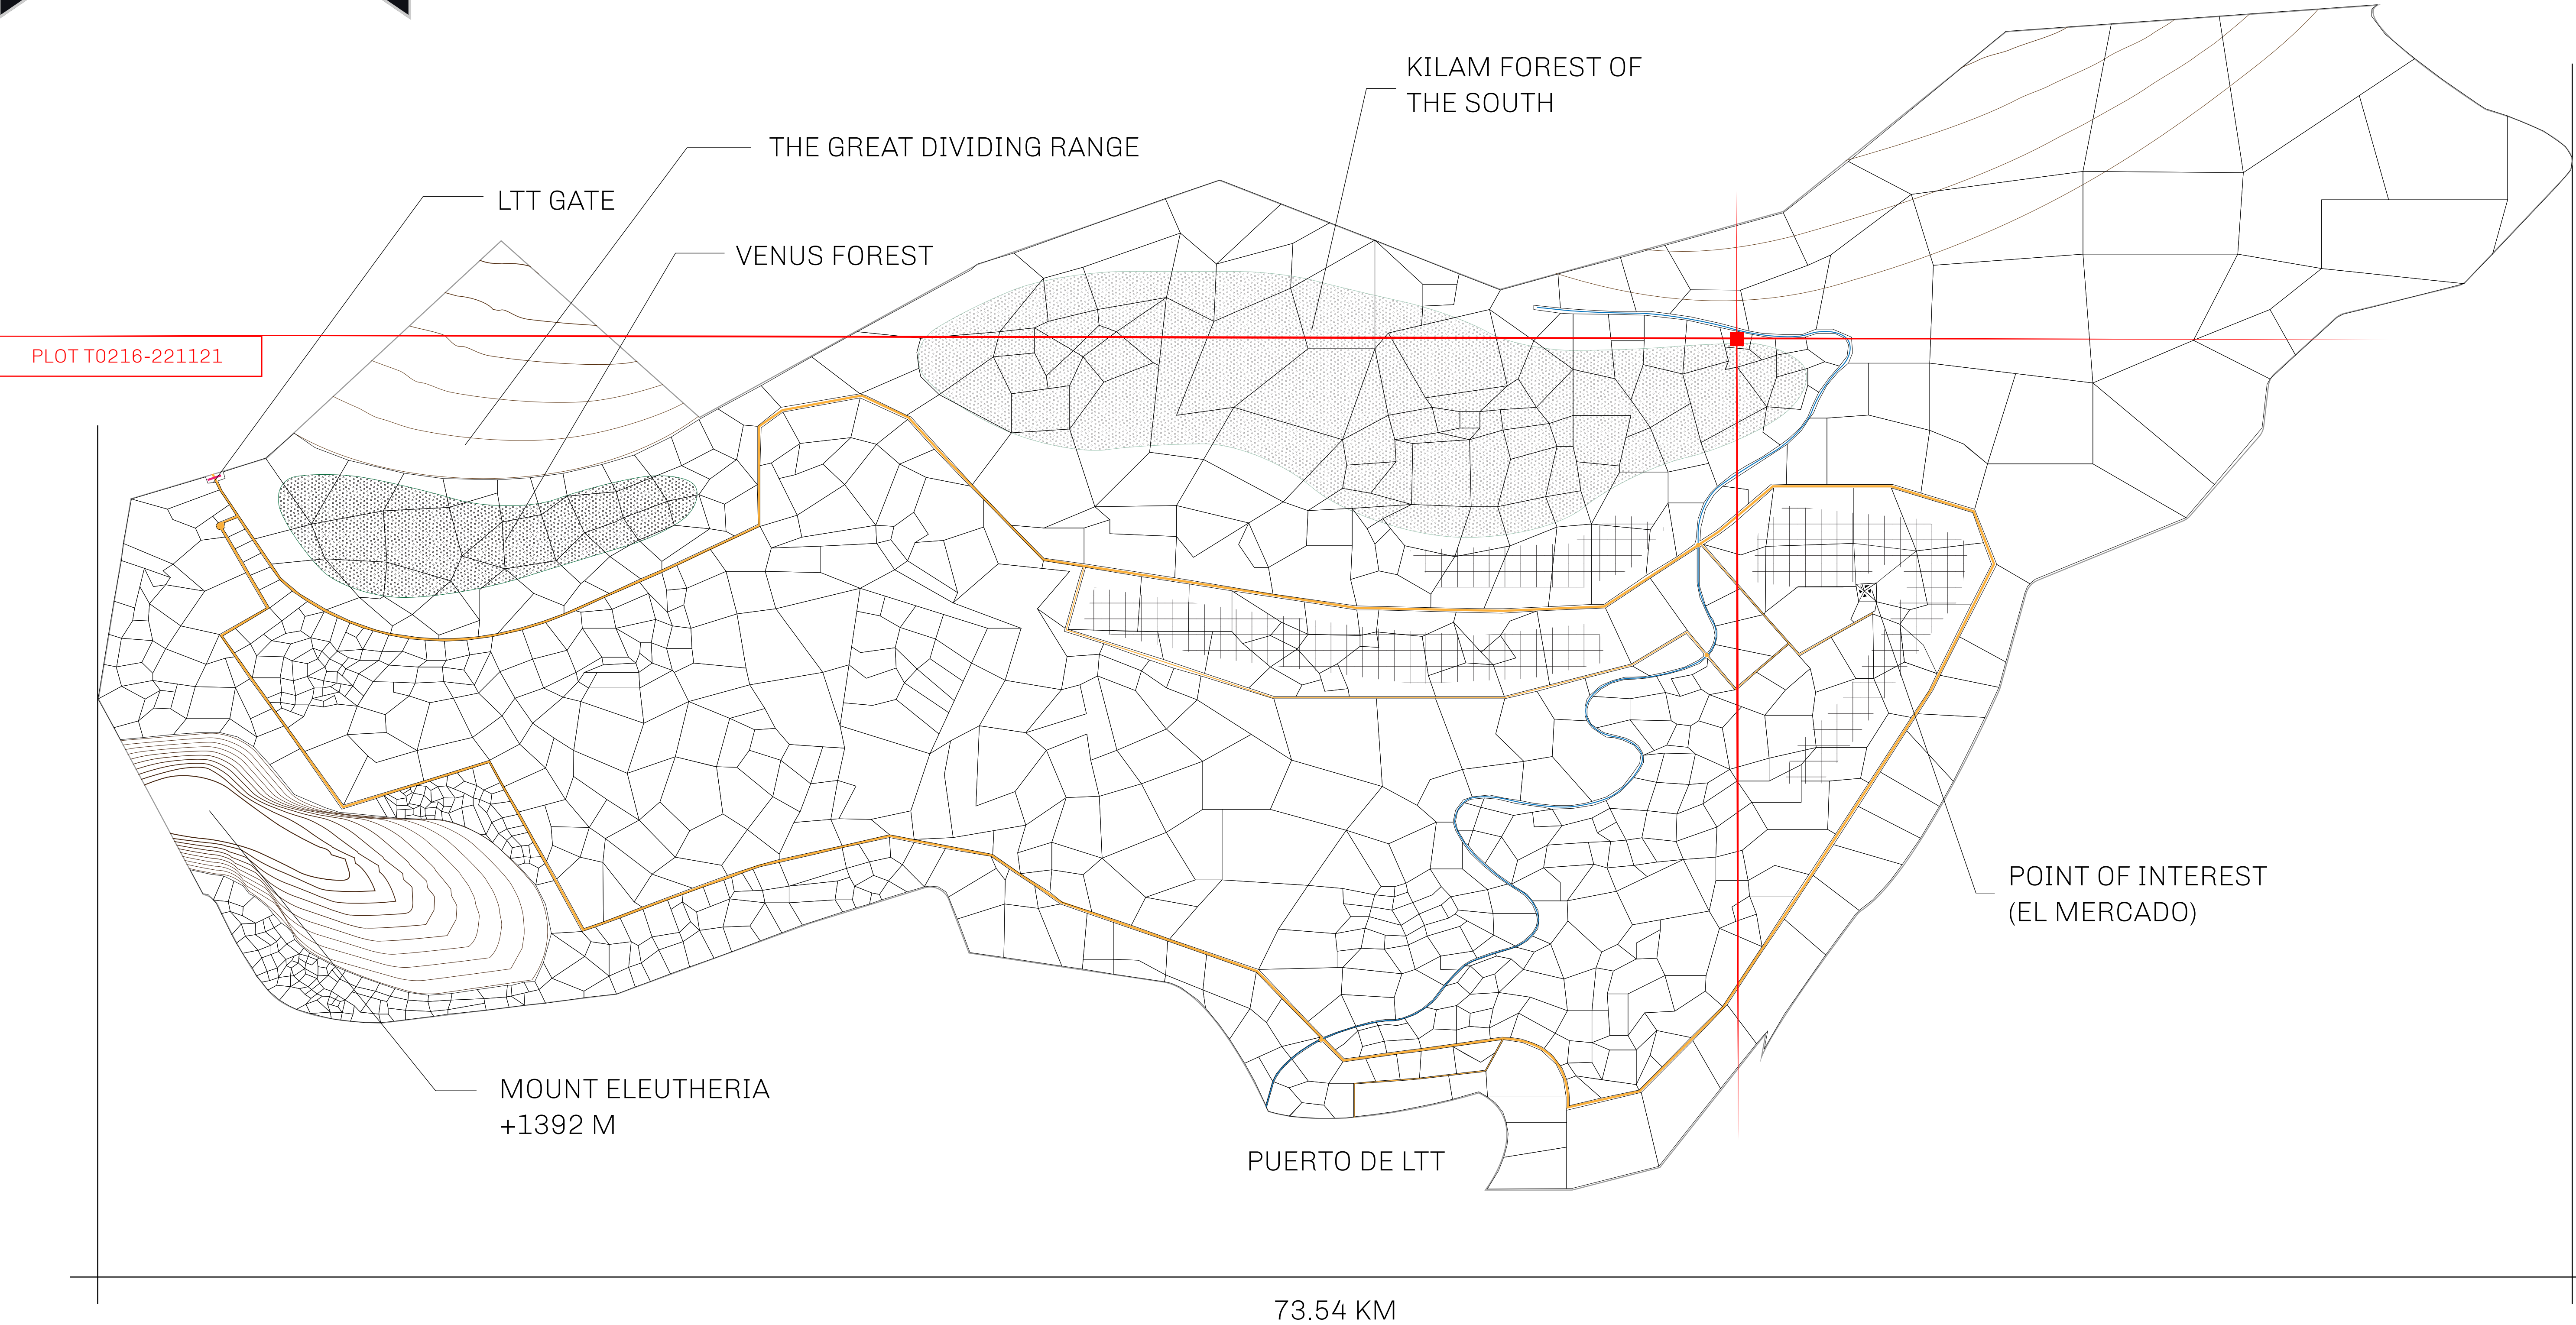 KILAM FOREST OF
THE SOUTH
THE GREAT DIVIDING RANGE
LTT GATE
VENUS FOREST
PLOT T0216-221121
POINT OF INTEREST
(EL MERCADO)
MOUNT ELEUTHERIA
+1392 M
PUERTO DE LTT
73.54 KM